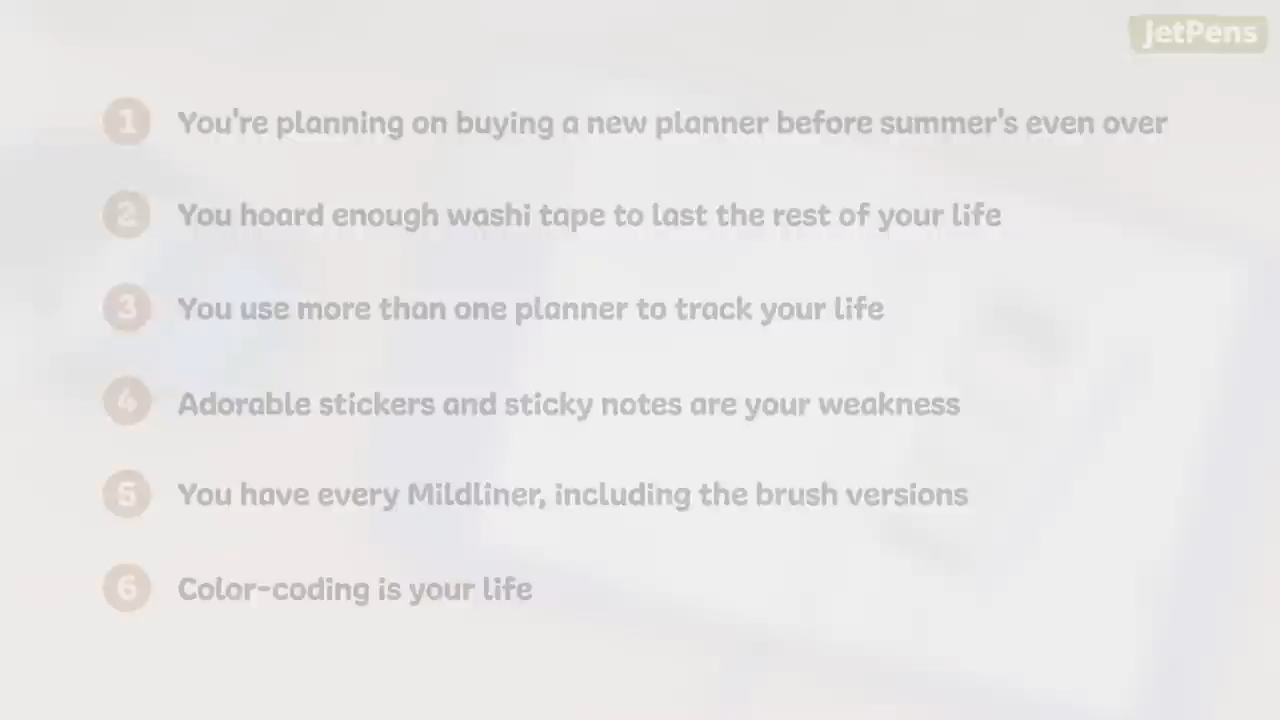 JetPens
1 You're planning on buying a new planner before summer's even over
2 You hoard enough washi tape to last the rest of your life
3 You use more than one planner to track your life
4 Adorable stickers and sticky notes are your weakness
5 You have every Mildliner, including the brush versions
6 Color-coding is your life